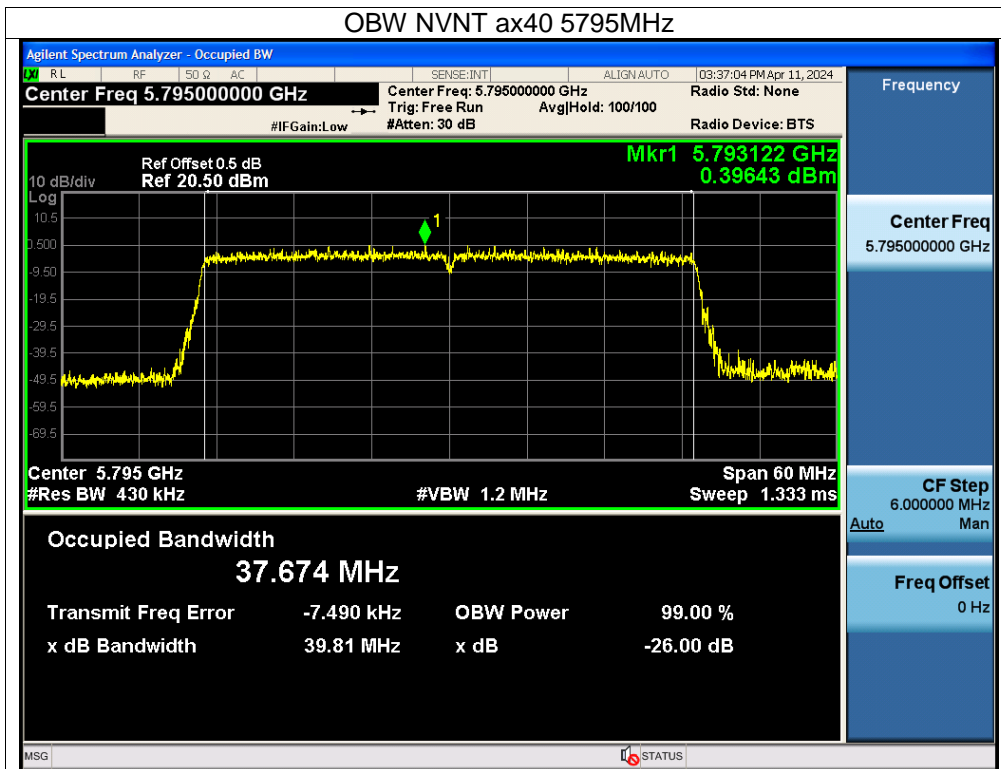 OBW NVNT ax40 5795MHz
Agilent Spectrum Analyzer - Occupied BW
LXI RL RF 50 Ω AC SENSE:INT ALIGN AUTO 03:37:04 PM Apr 11, 2024
Center Freq 5.795000000 GHz
Center Freq: 5.795000000 GHz
Radio Std: None
Trig: Free Run Avg|Hold: 100/100
#IFGain:Low #Atten: 30 dB Radio Device: BTS
Frequency
Ref Offset 0.5 dB
10 dB/div Ref 20.50 dBm
Mkr1 5.793122 GHz
0.39643 dBm
Log
10.5
0.500
-9.50
-19.5
-29.5
-39.5
-49.5
-59.5
-69.5
1
Center 5.795 GHz Span 60 MHz
#Res BW 430 kHz #VBW 1.2 MHz Sweep 1.333 ms
Center Freq
5.795000000 GHz
CF Step
6.000000 MHz
Auto Man
Freq Offset
0 Hz
Occupied Bandwidth
37.674 MHz
Transmit Freq Error -7.490 kHz OBW Power 99.00 %
x dB Bandwidth 39.81 MHz x dB -26.00 dB
MSG STATUS